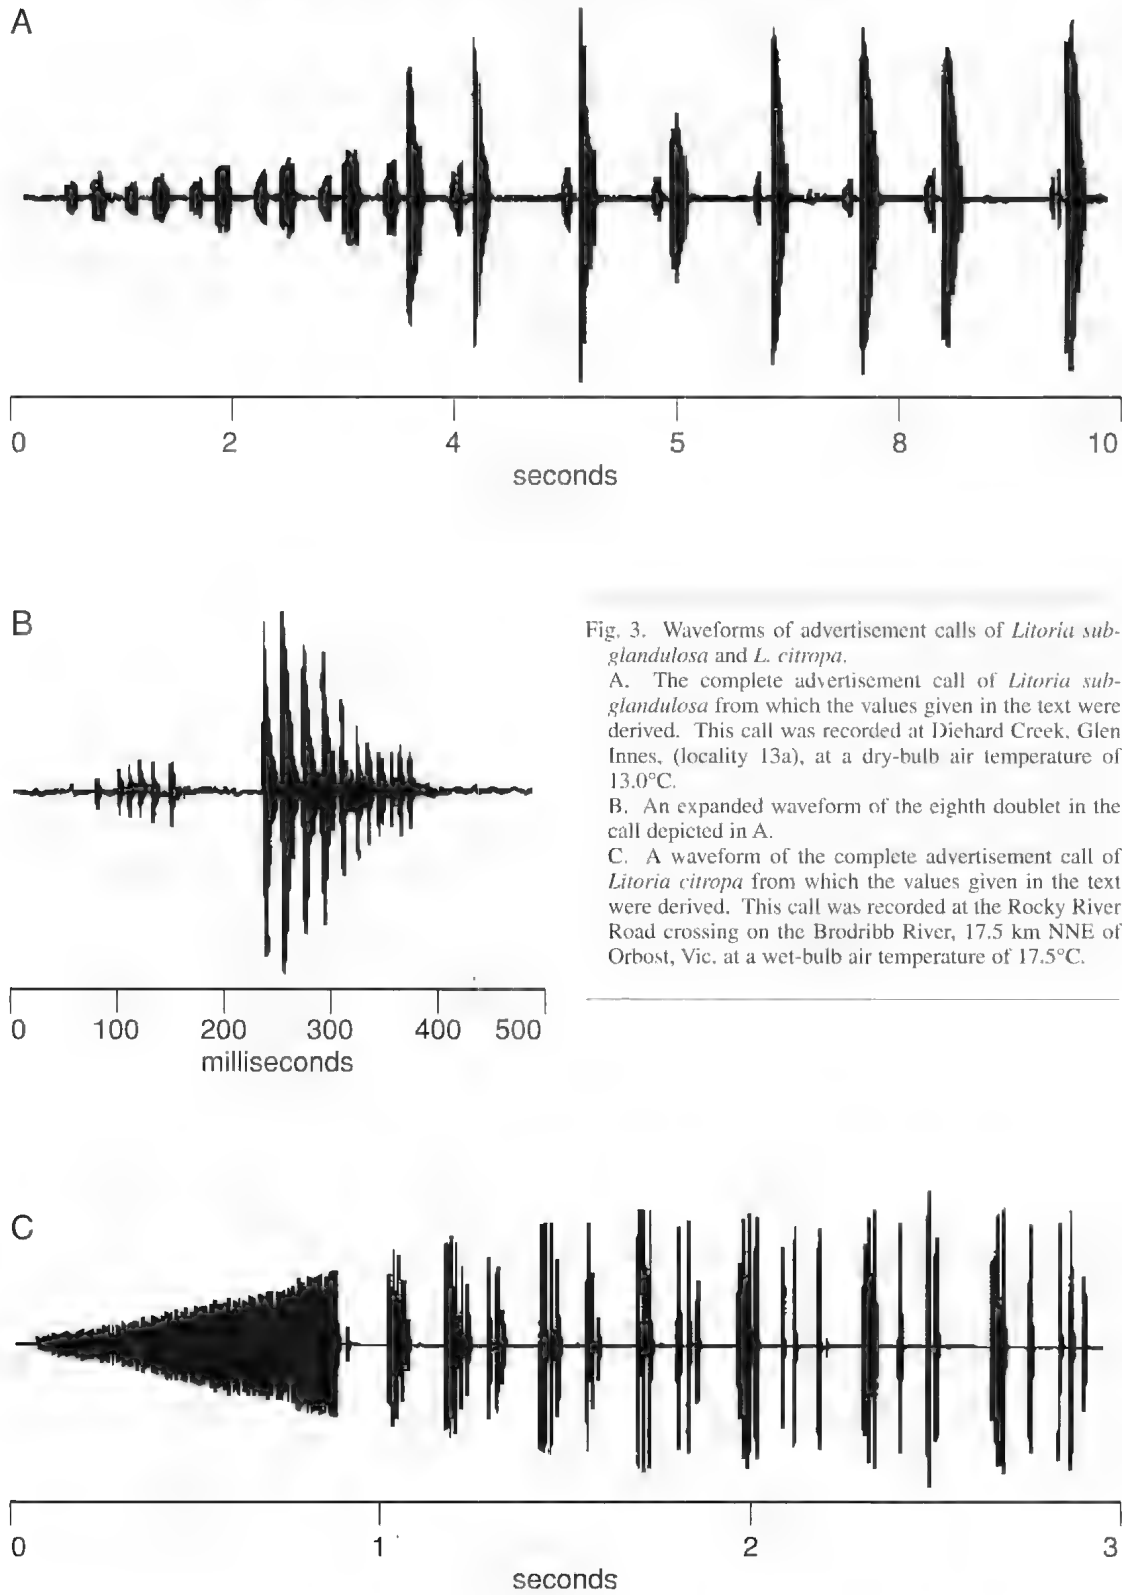 A
0 2 4 5 8 10
seconds
B
0 100 200 300 400 500
milliseconds
Fig. 3. Waveforms of advertisement calls of Litoria sub-
glandulosa and L. citropa.
A. The complete advertisement call of Litoria sub-
glandulosa from which the values given in the text were
derived. This call was recorded at Diehard Creek, Glen
Innes, (locality 13a), at a dry-bulb air temperature of
13.0°C.
B. An expanded waveform of the eighth doublet in the
call depicted in A.
C. A waveform of the complete advertisement call of
Litoria citropa from which the values given in the text
were derived. This call was recorded at the Rocky River
Road crossing on the Brodribb River, 17.5 km NNE of
Orbost, Vic. at a wet-bulb air temperature of 17.5°C.
C
0 1 2 3
seconds